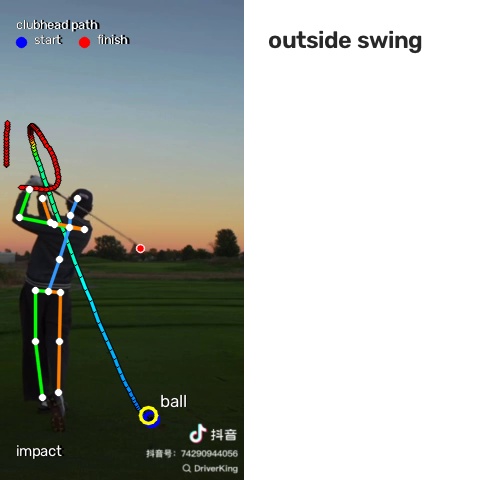 clubhead path
start
finish
outside swing
ball
impact
抖音
抖音号: 74290944056
DriverKing